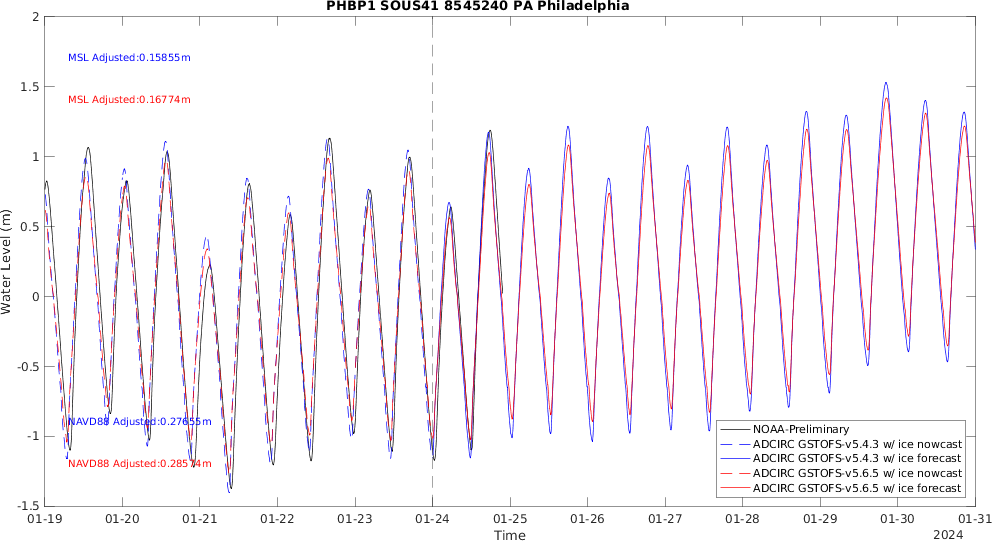 PHBP1 SOUS41 8545240 PA Philadelphia
2
1.5
1
0.5
0
-0.5
-1
-1.5
Water Level (m)
MSL Adjusted:0.15855m
MSL Adjusted:0.16774m
NAVD88 Adjusted:0.27655m
NAVD88 Adjusted:0.28574m
NOAA-Preliminary
ADCIRC GSTOFS-v5.4.3 w/ ice nowcast
ADCIRC GSTOFS-v5.4.3 w/ ice forecast
ADCIRC GSTOFS-v5.6.5 w/ ice nowcast
ADCIRC GSTOFS-v5.6.5 w/ ice forecast
01-19 01-20 01-21 01-22 01-23 01-24 01-25 01-26 01-27 01-28 01-29 01-30 01-31
Time
2024